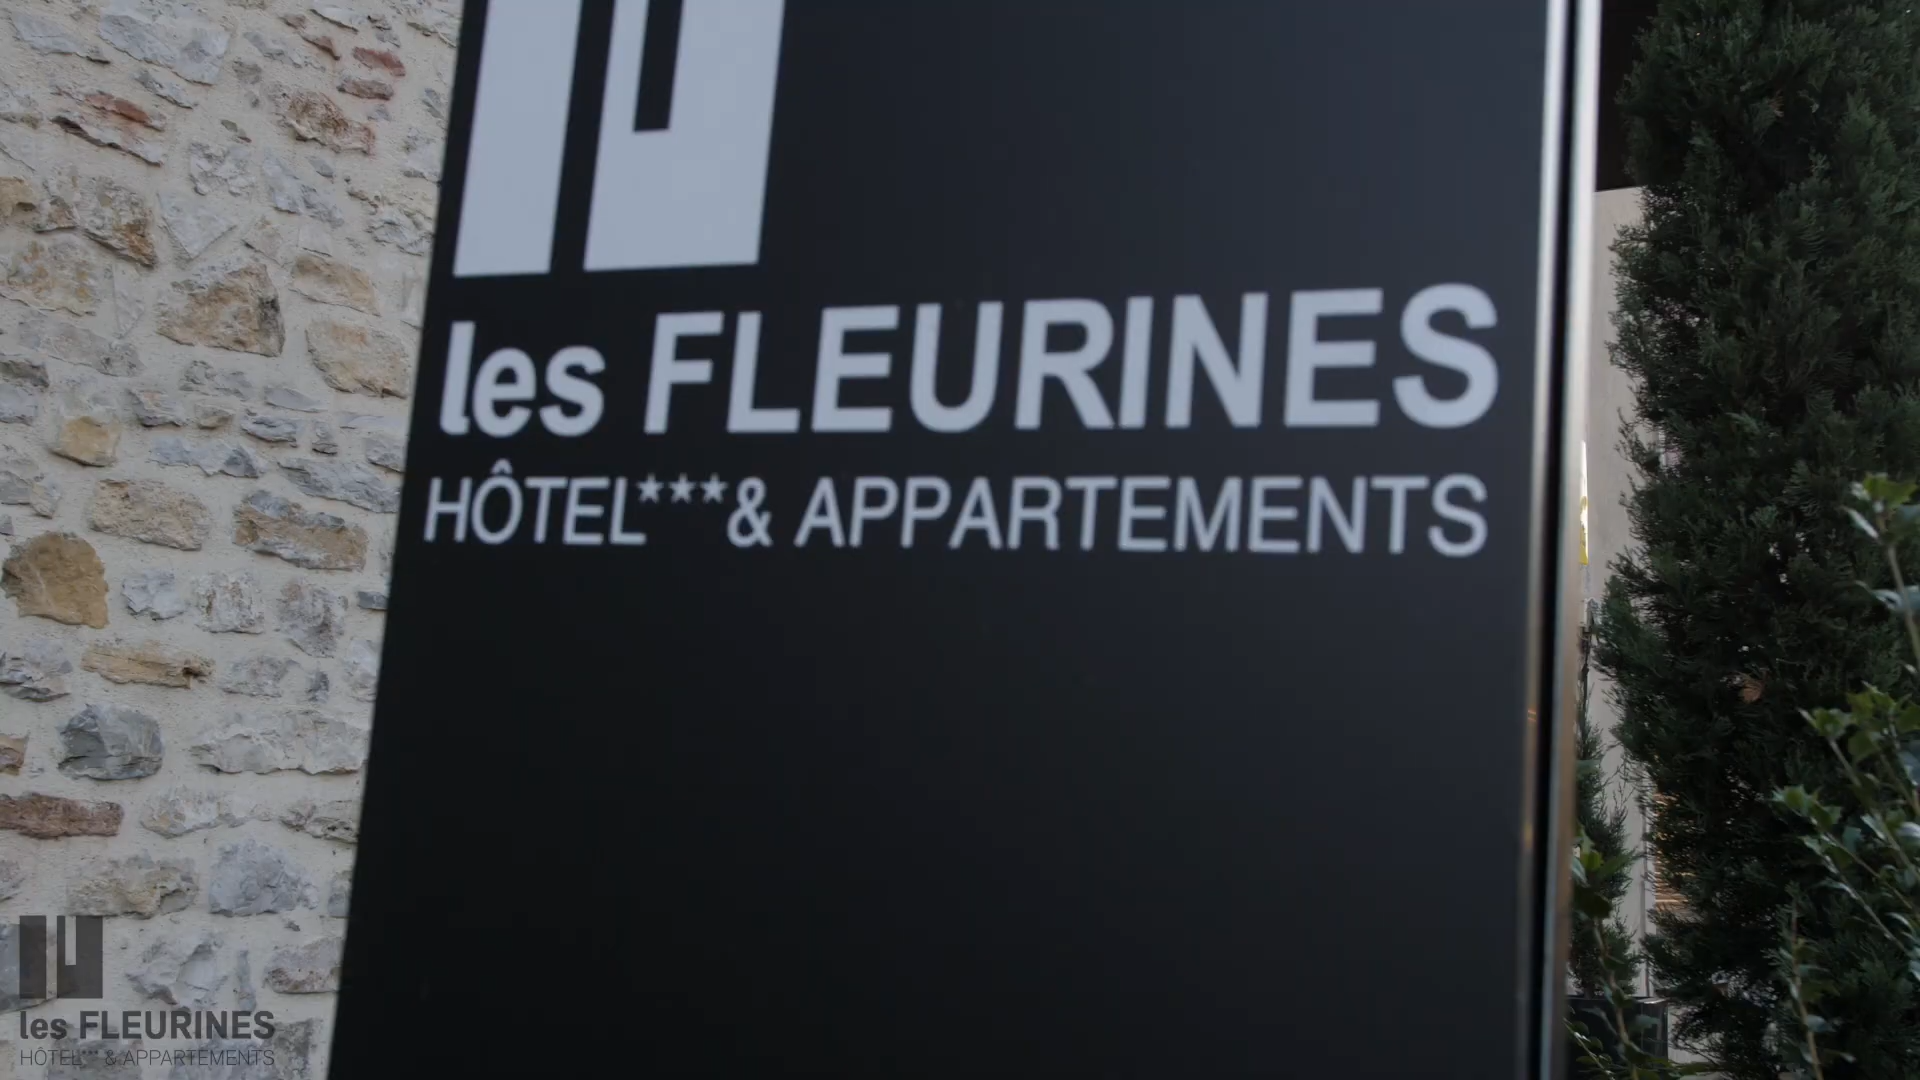 les FLEURINES
HÔTEL***& APPARTEMENTS
les FLEURINES
HÔTEL*** & APPARTEMENTS